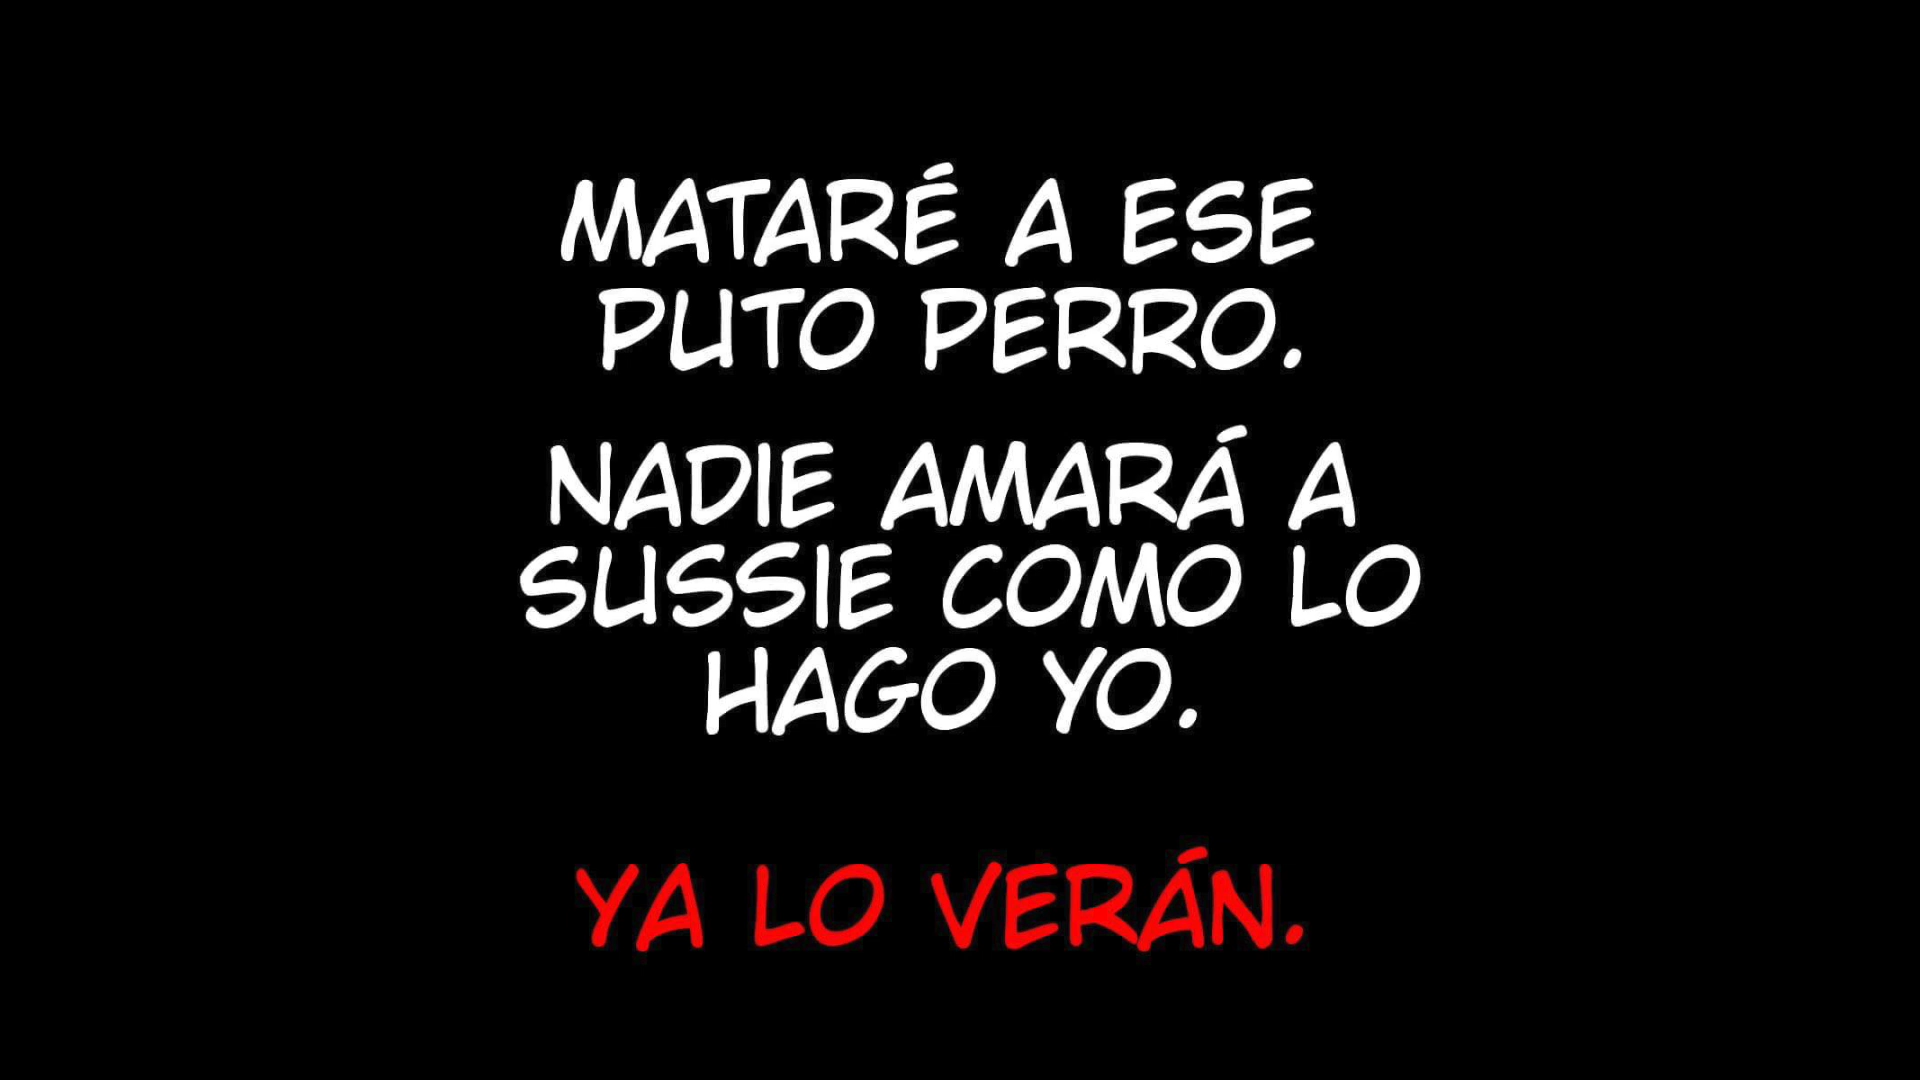 MATARÉ A ESE
PUTO PERRO.
NADIE AMARÁ A
SUSSIE COMO LO
HAGO YO.
YA LO VERÁN.